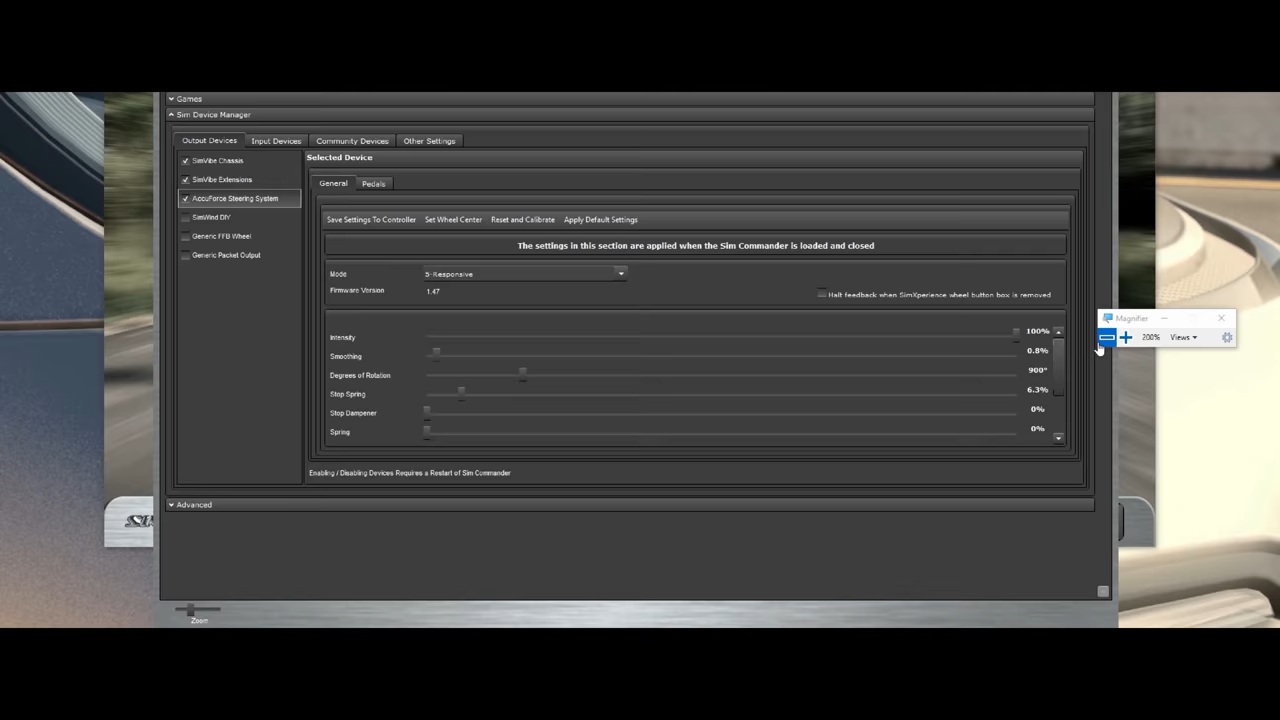 Games
Sim Device Manager
Output Devices Input Devices Community Devices Other Settings
SimVibe Chassis
SimVibe Extensions
AccuForce Steering System
SimWind DIY
Generic FFB Wheel
Generic Packet Output
Selected Device
General Pedals
Save Settings To Controller Set Wheel Center Reset and Calibrate Apply Default Settings
The settings in this section are applied when the Sim Commander is loaded and closed
Mode 5-Responsive
Firmware Version 1.47
Halt feedback when SimXperience wheel button box is removed
Intensity 100%
Smoothing 0.8%
Degrees of Rotation 900°
Stop Spring 6.3%
Stop Dampener 0%
Spring 0%
Enabling / Disabling Devices Requires a Restart of Sim Commander
Advanced
Zoom
Magnifier
200% Views